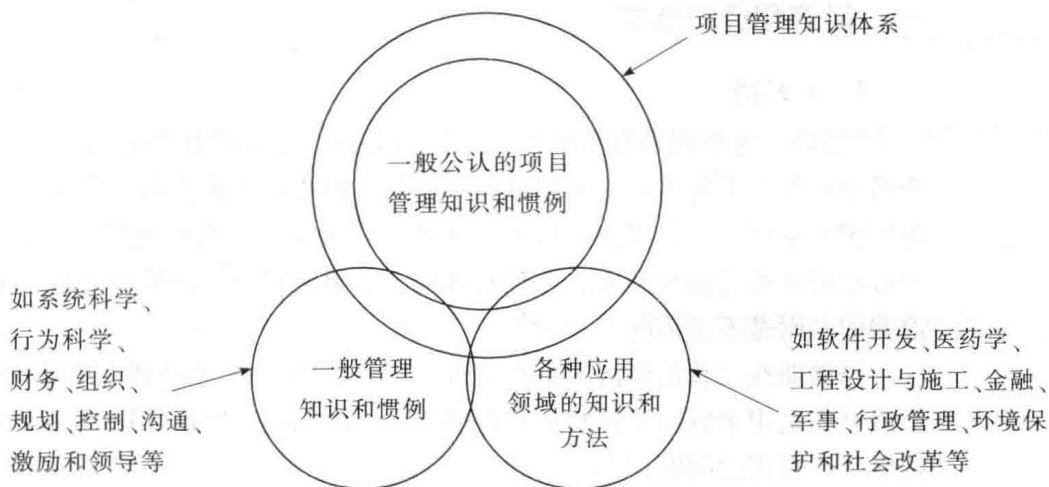 项目管理知识体系
一般公认的项目
管理知识和惯例
如系统科学、
行为科学、
财务、组织、
规划、控制、沟通、
激励和领导等
一般管理
知识和惯例
各种应用
领域的知识和
方法
如软件开发、医药学、
工程设计与施工、金融、
军事、行政管理、环境保
护和社会改革等